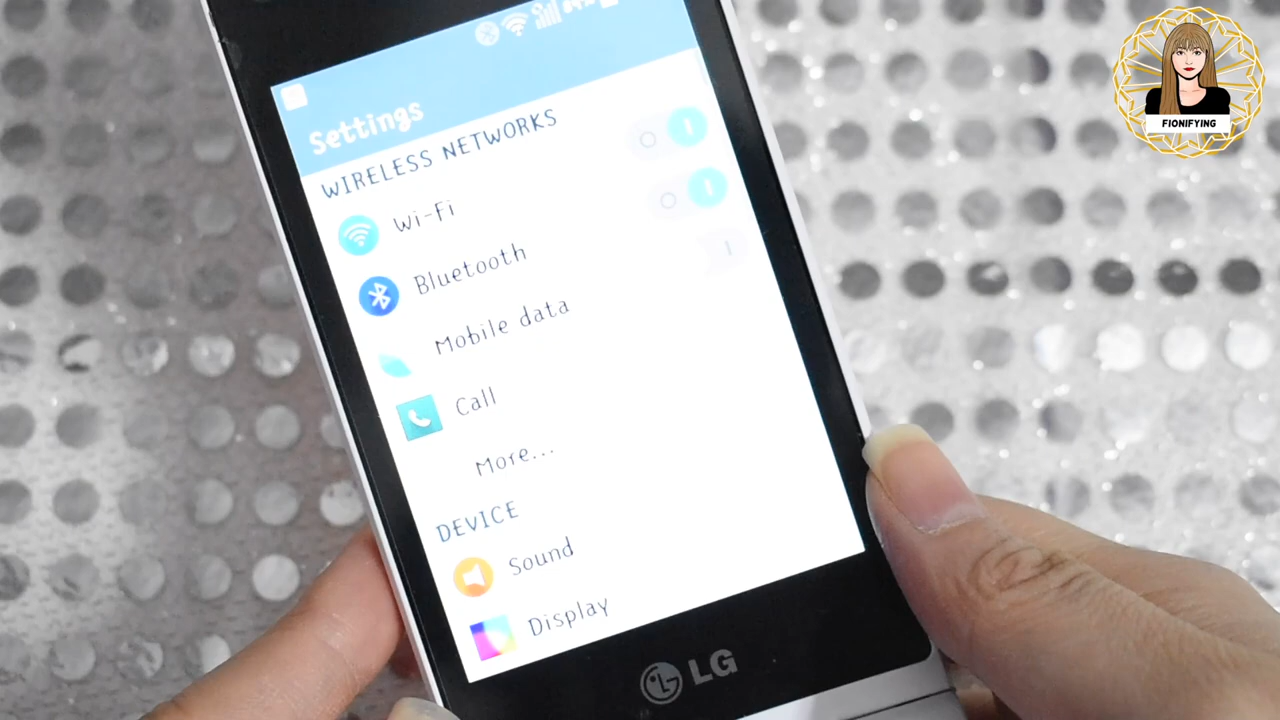 FIONIFYING
Settings
WIRELESS NETWORKS
Wi-Fi
Bluetooth
Mobile data
Call
More...
DEVICE
Sound
Display
LG